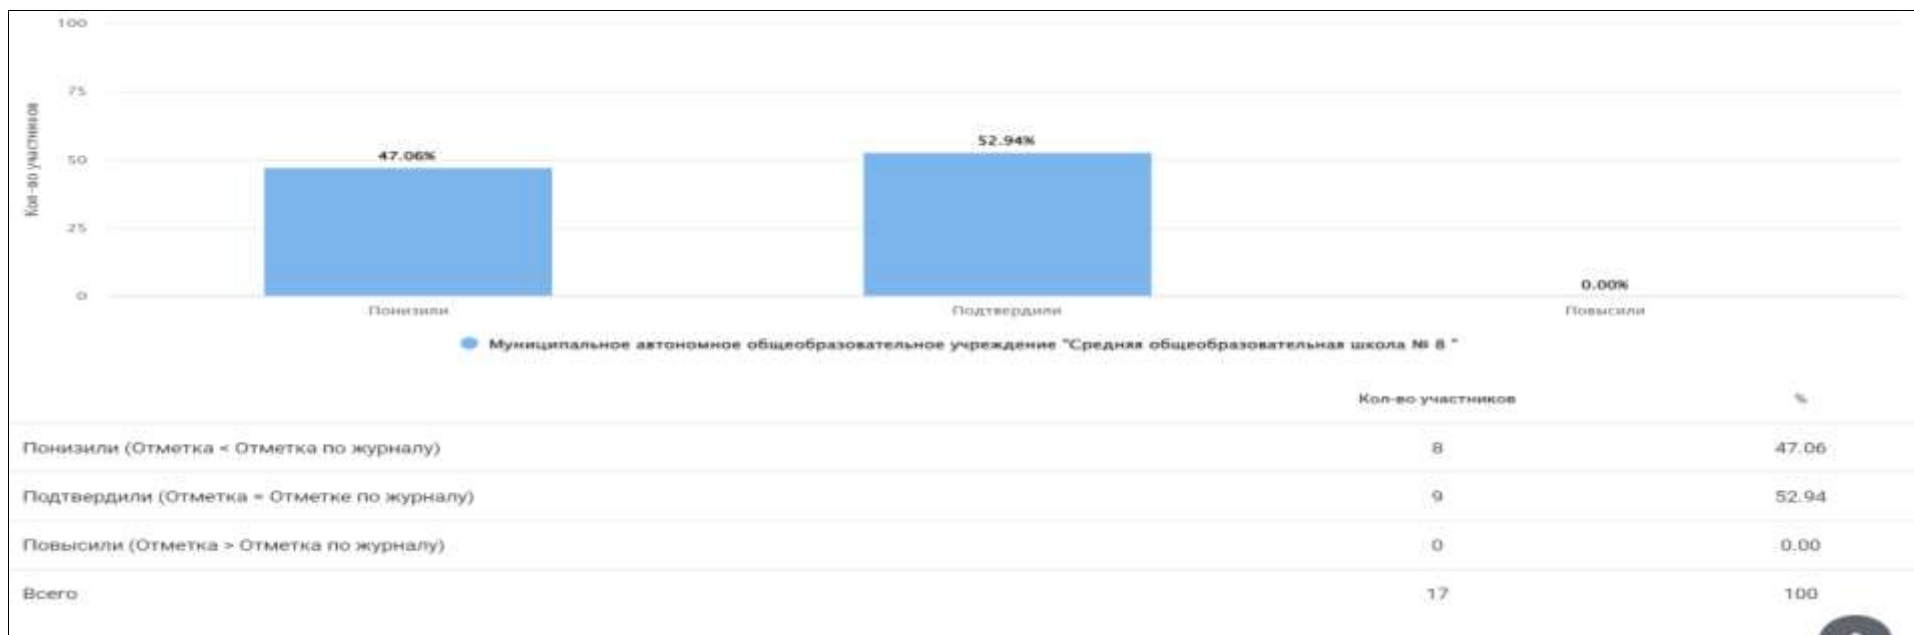 100
75
50
25
0
Кол-во участников
47.06%
52.94%
0.00%
Понизили
Подтвердили
Повысили
Муниципальное автономное общеобразовательное учреждение "Средняя общеобразовательная школа № 8 "
Кол-во участников %
Понизили (Отметка < Отметка по журналу) 8 47.06
Подтвердили (Отметка = Отметке по журналу) 9 52.94
Повысили (Отметка > Отметка по журналу) 0 0.00
Всего 17 100